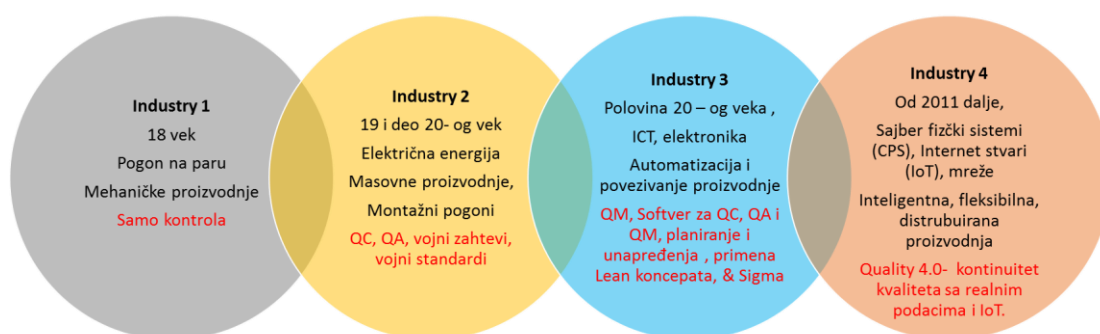 Industry 1
18 vek
Pogon na paru
Mehaničke proizvodnje
Samo kontrola
Industry 2
19 i deo 20- og vek
Električna energija
Masovne proizvodnje,
Montažni pogoni
QC, QA, vojni zahtevi,
vojni standardi
Industry 3
Polovina 20 – og veka ,
ICT, elektronika
Automatizacija i
povezivanje proizvodnje
QM, Softver za QC, QA i
QM, planiranje i
unapređenja , primena
Lean koncepata, & Sigma
Industry 4
Od 2011 dalje,
Sajber fizčki sistemi
(CPS), Internet stvari
(IoT), mreže
Inteligentna, fleksibilna,
distrubuirana
proizvodnja
Quality 4.0- kontinuitet
kvaliteta sa realnim
podacima i IoT.